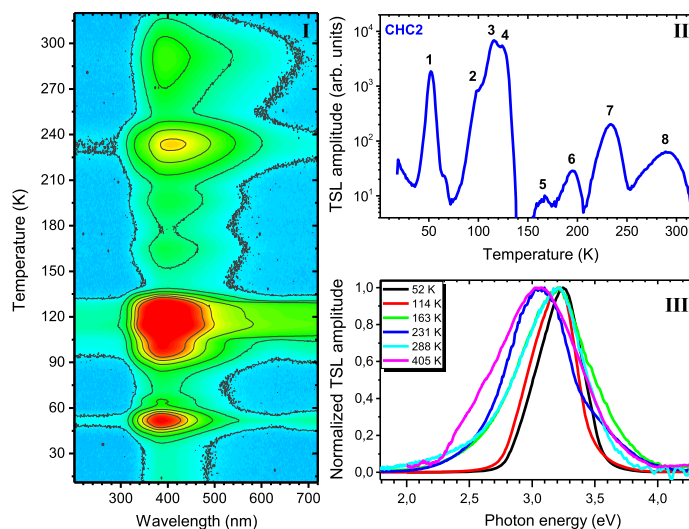 I
Temperature (K)
320
300
270
240
210
180
150
120
90
60
30
300
400
500
600
700
Wavelength (nm)
II
CHC2
TSL amplitude (arb. units)
10⁴
10³
10²
10¹
1
2
3
4
5
6
7
8
50
100
150
200
250
300
Temperature (K)
III
Normalized TSL amplitude
1,0
0,8
0,6
0,4
0,2
0,0
52 K
114 K
163 K
231 K
288 K
405 K
2,0
2,5
3,0
3,5
4,0
Photon energy (eV)